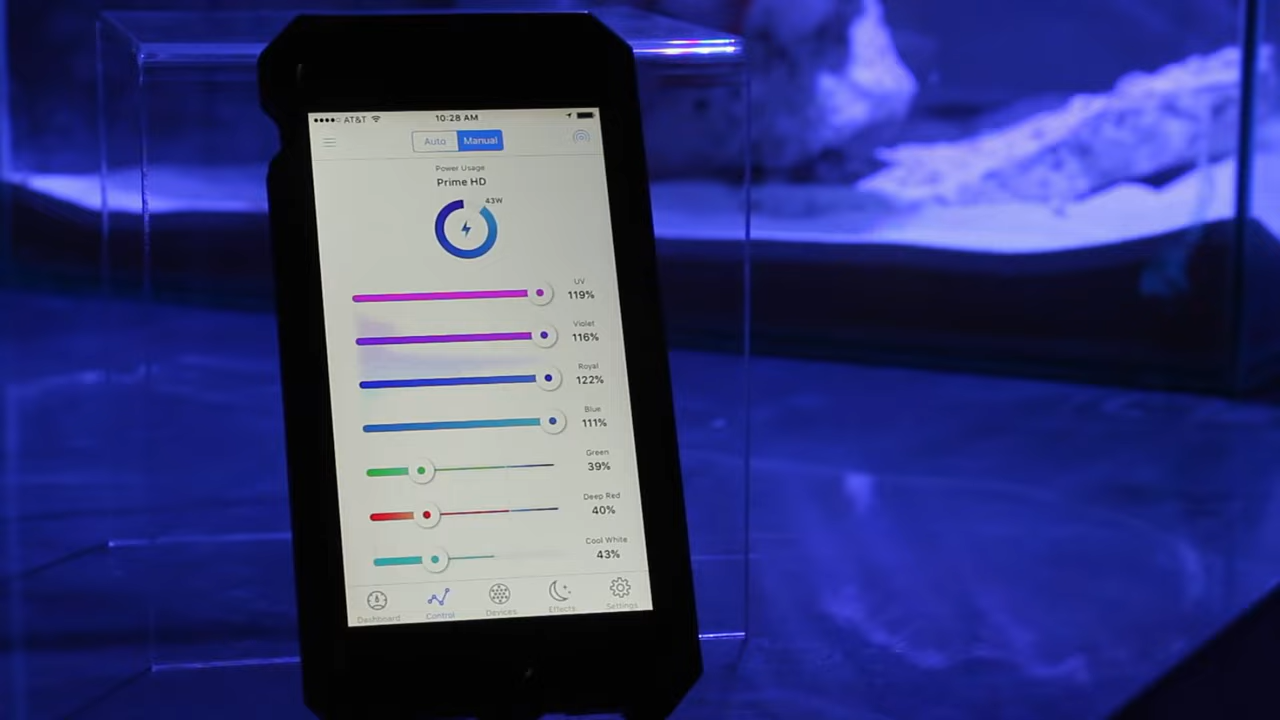 AT&T 10:28 AM
Auto Manual
Power Usage
Prime HD
43W
UV
119%
Violet
116%
Royal
122%
Blue
111%
Green
39%
Deep Red
40%
Cool White
43%
Dashboard Control Devices Effects Settings